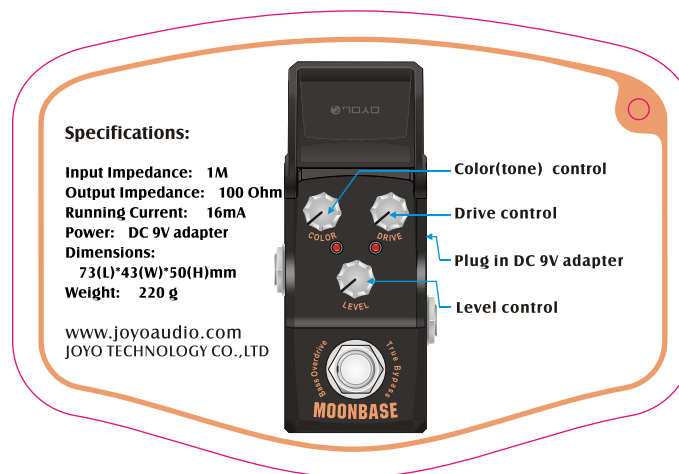 Specifications:
Input Impedance: 1M
Output Impedance: 100 Ohm
Running Current: 16mA
Power: DC 9V adapter
Dimensions:
73(L)*43(W)*50(H)mm
Weight: 220 g
www.joyoaudio.com
JOYO TECHNOLOGY CO.,LTD
JOYO
COLOR
DRIVE
LEVEL
Bass Overdrive
True Bypass
MOONBASE
Color(tone) control
Drive control
Plug in DC 9V adapter
Level control